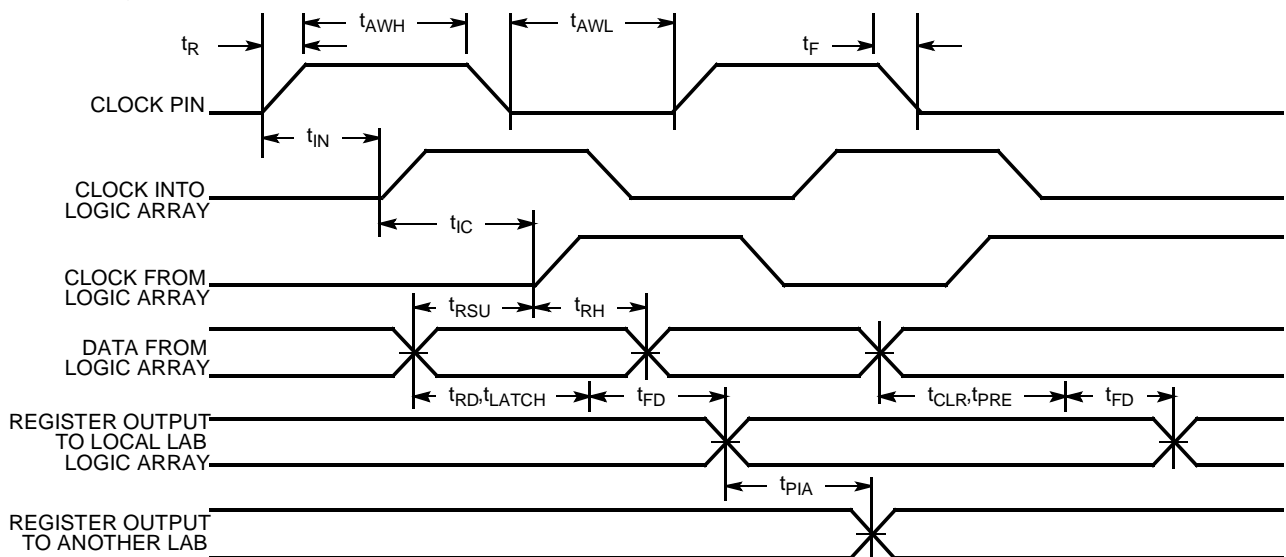 tAWH
tAWL
tR
tF
CLOCK PIN
tIN
CLOCK INTO
LOGIC ARRAY
tIC
CLOCK FROM
LOGIC ARRAY
tRSU
tRH
DATA FROM
LOGIC ARRAY
tRD,tLATCH
tFD
tCLR,tPRE
tFD
REGISTER OUTPUT
TO LOCAL LAB
LOGIC ARRAY
tPIA
REGISTER OUTPUT
TO ANOTHER LAB